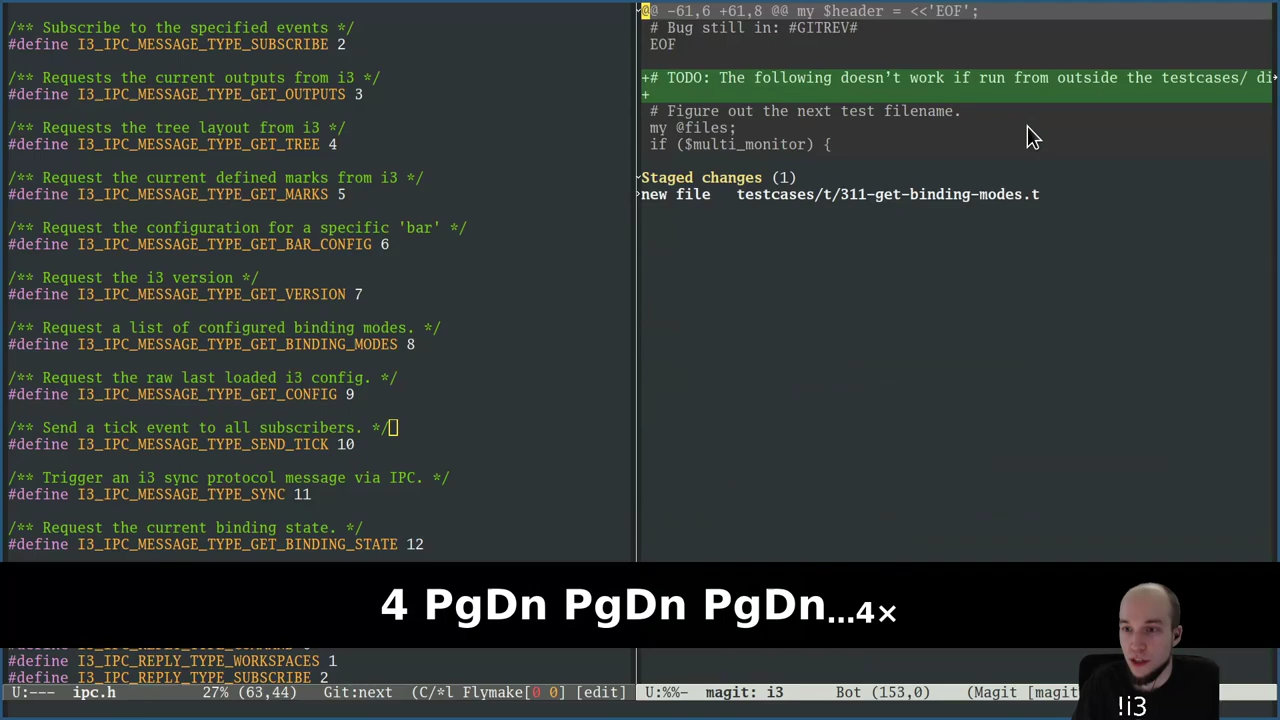 /** Subscribe to the specified events */
#define I3_IPC_MESSAGE_TYPE_SUBSCRIBE 2
/** Requests the current outputs from i3 */
#define I3_IPC_MESSAGE_TYPE_GET_OUTPUTS 3
/** Requests the tree layout from i3 */
#define I3_IPC_MESSAGE_TYPE_GET_TREE 4
/** Request the current defined marks from i3 */
#define I3_IPC_MESSAGE_TYPE_GET_MARKS 5
/** Request the configuration for a specific 'bar' */
#define I3_IPC_MESSAGE_TYPE_GET_BAR_CONFIG 6
/** Request the i3 version */
#define I3_IPC_MESSAGE_TYPE_GET_VERSION 7
/** Request a list of configured binding modes. */
#define I3_IPC_MESSAGE_TYPE_GET_BINDING_MODES 8
/** Request the raw last loaded i3 config. */
#define I3_IPC_MESSAGE_TYPE_GET_CONFIG 9
/** Send a tick event to all subscribers. */
#define I3_IPC_MESSAGE_TYPE_SEND_TICK 10
/** Trigger an i3 sync protocol message via IPC. */
#define I3_IPC_MESSAGE_TYPE_SYNC 11
/** Request the current binding state. */
#define I3_IPC_MESSAGE_TYPE_GET_BINDING_STATE 12
#define I3_IPC_REPLY_TYPE_WORKSPACES 1
#define I3_IPC_REPLY_TYPE_SUBSCRIBE 2
U:--- ipc.h 27% (63,44) Git:next (C/*l Flymake[0 0] [edit]
@@ -61,6 +61,8 @@ my $header = <<'EOF';
# Bug still in: #GITREV#
EOF
+# TODO: The following doesn't work if run from outside the testcases/ di
+
# Figure out the next test filename.
my @files;
if ($multi_monitor) {
Staged changes (1)
new file testcases/t/311-get-binding-modes.t
U:%%- magit: i3 Bot (153,0) (Magit [magit
4 PgDn PgDn PgDn...4×
!i3